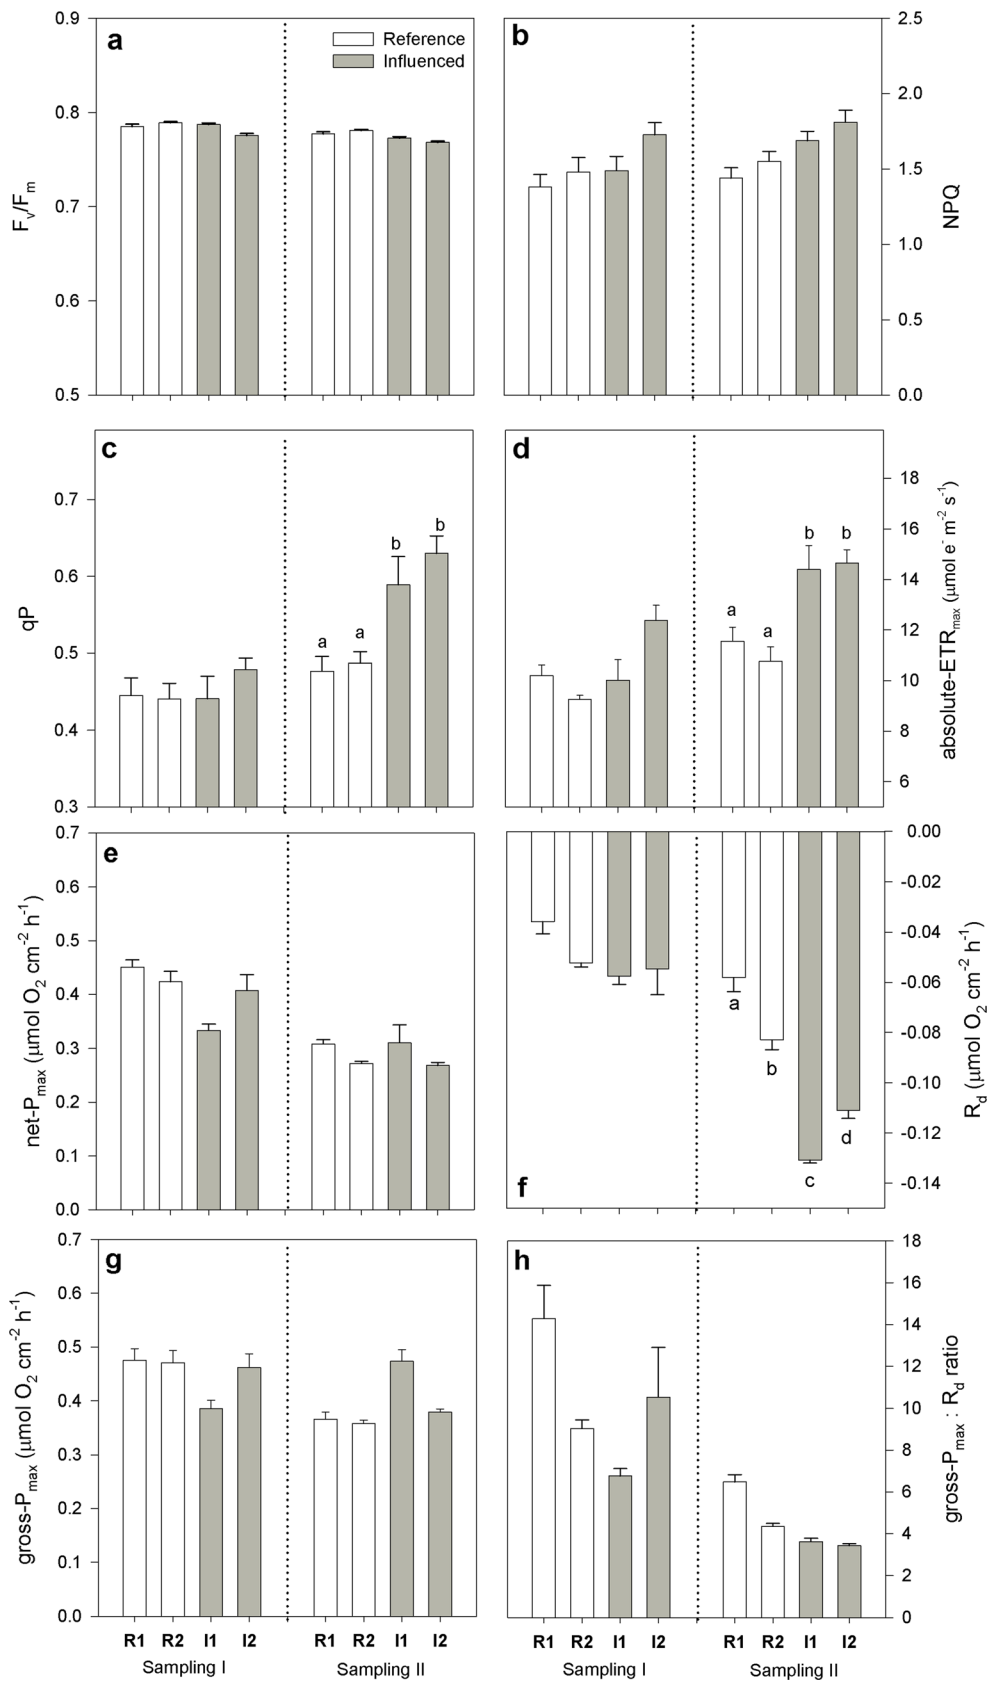 a
Reference
Influenced
0.9
0.8
0.7
0.6
0.5
Fv/Fm
b
2.5
2.0
1.5
1.0
0.5
0.0
NPQ
c
0.7
0.6
0.5
0.4
0.3
qP
a
a
b
b
d
18
16
14
12
10
8
6
absolute-ETRmax (µmol e- m-2 s-1)
a
a
b
b
e
0.7
0.6
0.5
0.4
0.3
0.2
0.1
0.0
net-Pmax (µmol O2 cm-2 h-1)
f
0.00
-0.02
-0.04
-0.06
-0.08
-0.10
-0.12
-0.14
Rd (µmol O2 cm-2 h-1)
a
b
c
d
g
0.7
0.6
0.5
0.4
0.3
0.2
0.1
0.0
gross-Pmax (µmol O2 cm-2 h-1)
R1 R2 I1 I2 R1 R2 I1 I2
Sampling I Sampling II
h
18
16
14
12
10
8
6
4
2
0
gross-Pmax : Rd ratio
R1 R2 I1 I2 R1 R2 I1 I2
Sampling I Sampling II